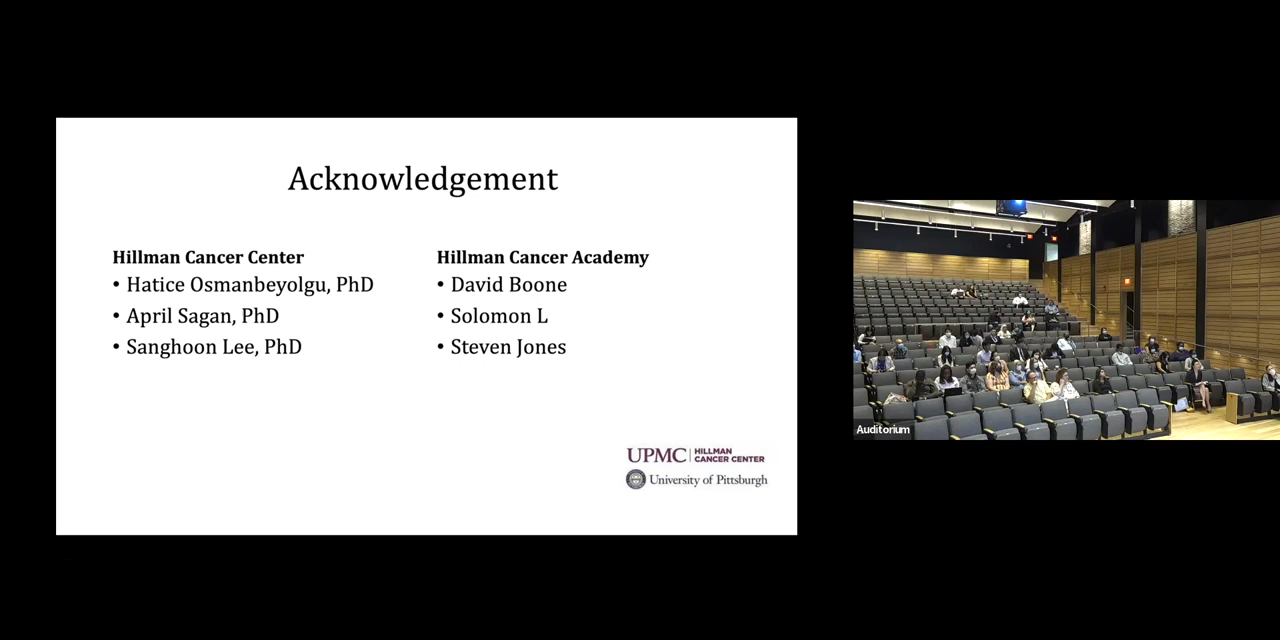 Acknowledgement
Hillman Cancer Center
• Hatice Osmanbeyolgu, PhD
• April Sagan, PhD
• Sanghoon Lee, PhD
Hillman Cancer Academy
• David Boone
• Solomon L
• Steven Jones
UPMC | HILLMAN CANCER CENTER
University of Pittsburgh
Auditorium